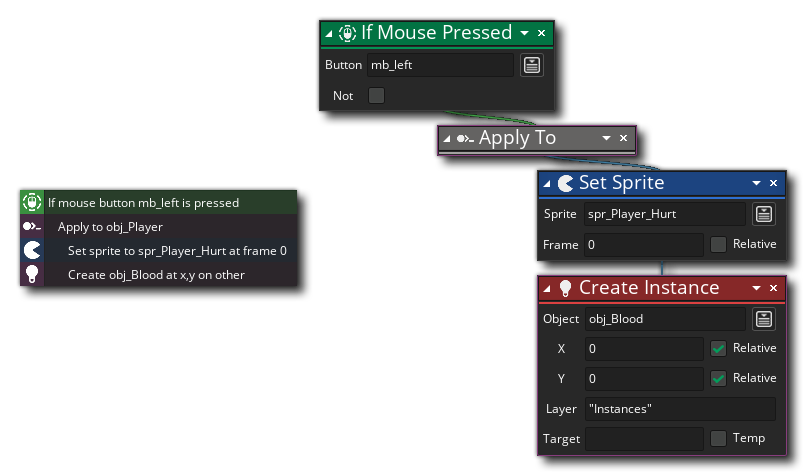 If Mouse Pressed
Button mb_left
Not
Apply To
Set Sprite
Sprite spr_Player_Hurt
Frame 0 Relative
Create Instance
Object obj_Blood
X 0 Relative
Y 0 Relative
Layer "Instances"
Target Temp
If mouse button mb_left is pressed
Apply to obj_Player
Set sprite to spr_Player_Hurt at frame 0
Create obj_Blood at x,y on other